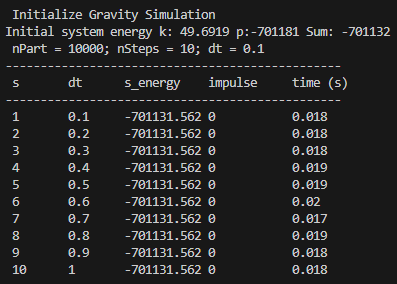 Initialize Gravity Simulation
Initial system energy k: 49.6919 p:-701181 Sum: -701132
nPart = 10000; nSteps = 10; dt = 0.1
------------------------------------------------
s dt s_energy impulse time (s)
------------------------------------------------
1 0.1 -701131.562 0 0.018
2 0.2 -701131.562 0 0.018
3 0.3 -701131.562 0 0.018
4 0.4 -701131.562 0 0.019
5 0.5 -701131.562 0 0.019
6 0.6 -701131.562 0 0.02
7 0.7 -701131.562 0 0.017
8 0.8 -701131.562 0 0.019
9 0.9 -701131.562 0 0.018
10 1 -701131.562 0 0.018